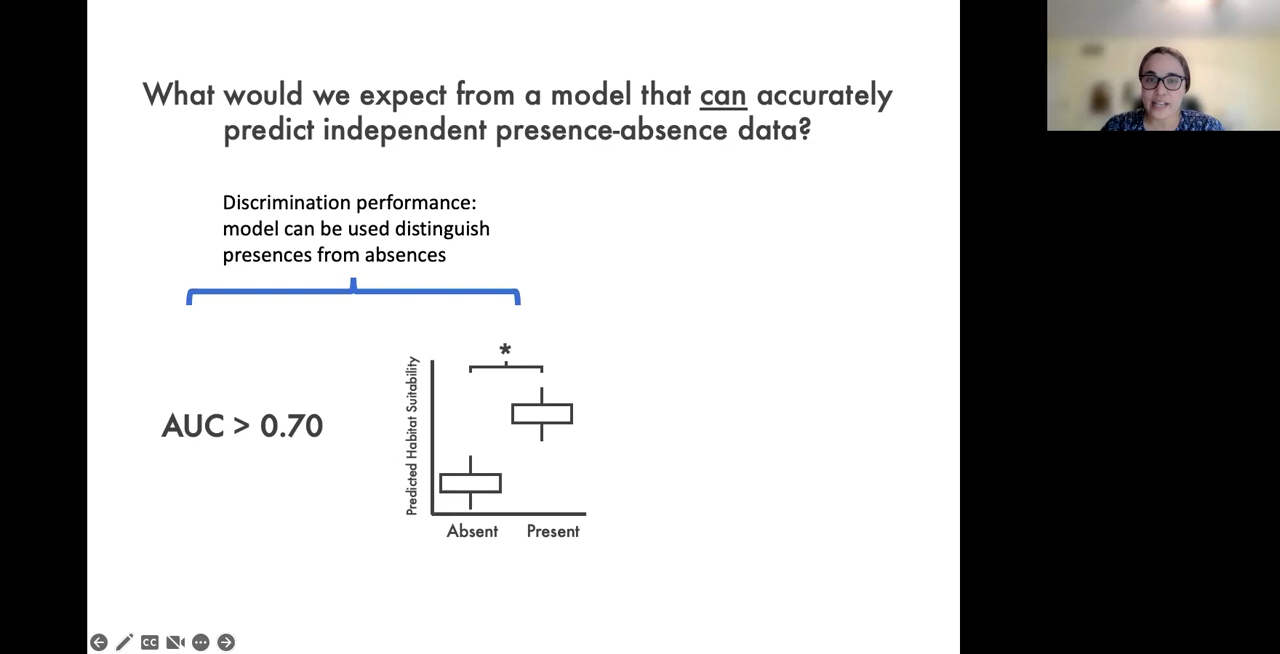 What would we expect from a model that can accurately
predict independent presence-absence data?
Discrimination performance:
model can be used distinguish
presences from absences
AUC > 0.70
Predicted Habitat Suitability
*
Absent
Present
CC